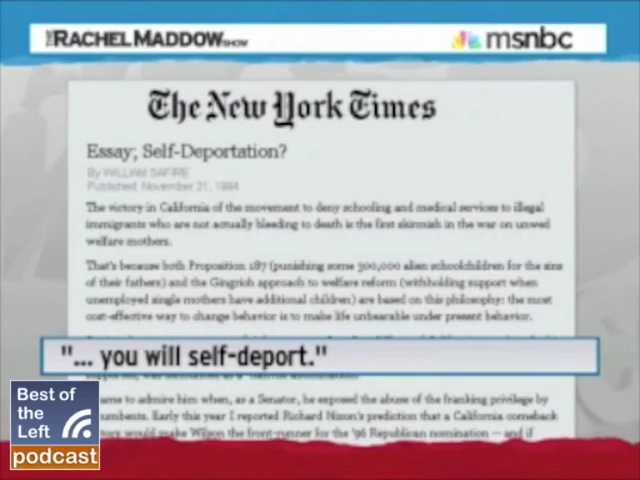 THE RACHEL MADDOW SHOW
msnbc
The New York Times
Essay; Self-Deportation?
By WILLIAM SAFIRE
Published: November 21, 1994
The victory in California of the movement to deny schooling and medical services to illegal
immigrants who are not actually bleeding to death is the first skirmish in the war on unwed
welfare mothers.
That's because both Proposition 187 (punishing some 300,000 alien schoolchildren for the sins
of their fathers) and the Gingrich approach to welfare reform (withholding support when
unemployed single mothers have additional children) are based on this philosophy: the most
cost-effective way to change behavior is to make life unbearable under present behavior.
"... you will self-deport."
ame to admire him when, as a Senator, he exposed the abuse of the franking privilege by
umbents. Early this year I reported Richard Nixon's prediction that a California comeback
tory would make Wilson the front-runner for the '96 Republican nomination -- and if
Best of
the
Left
podcast